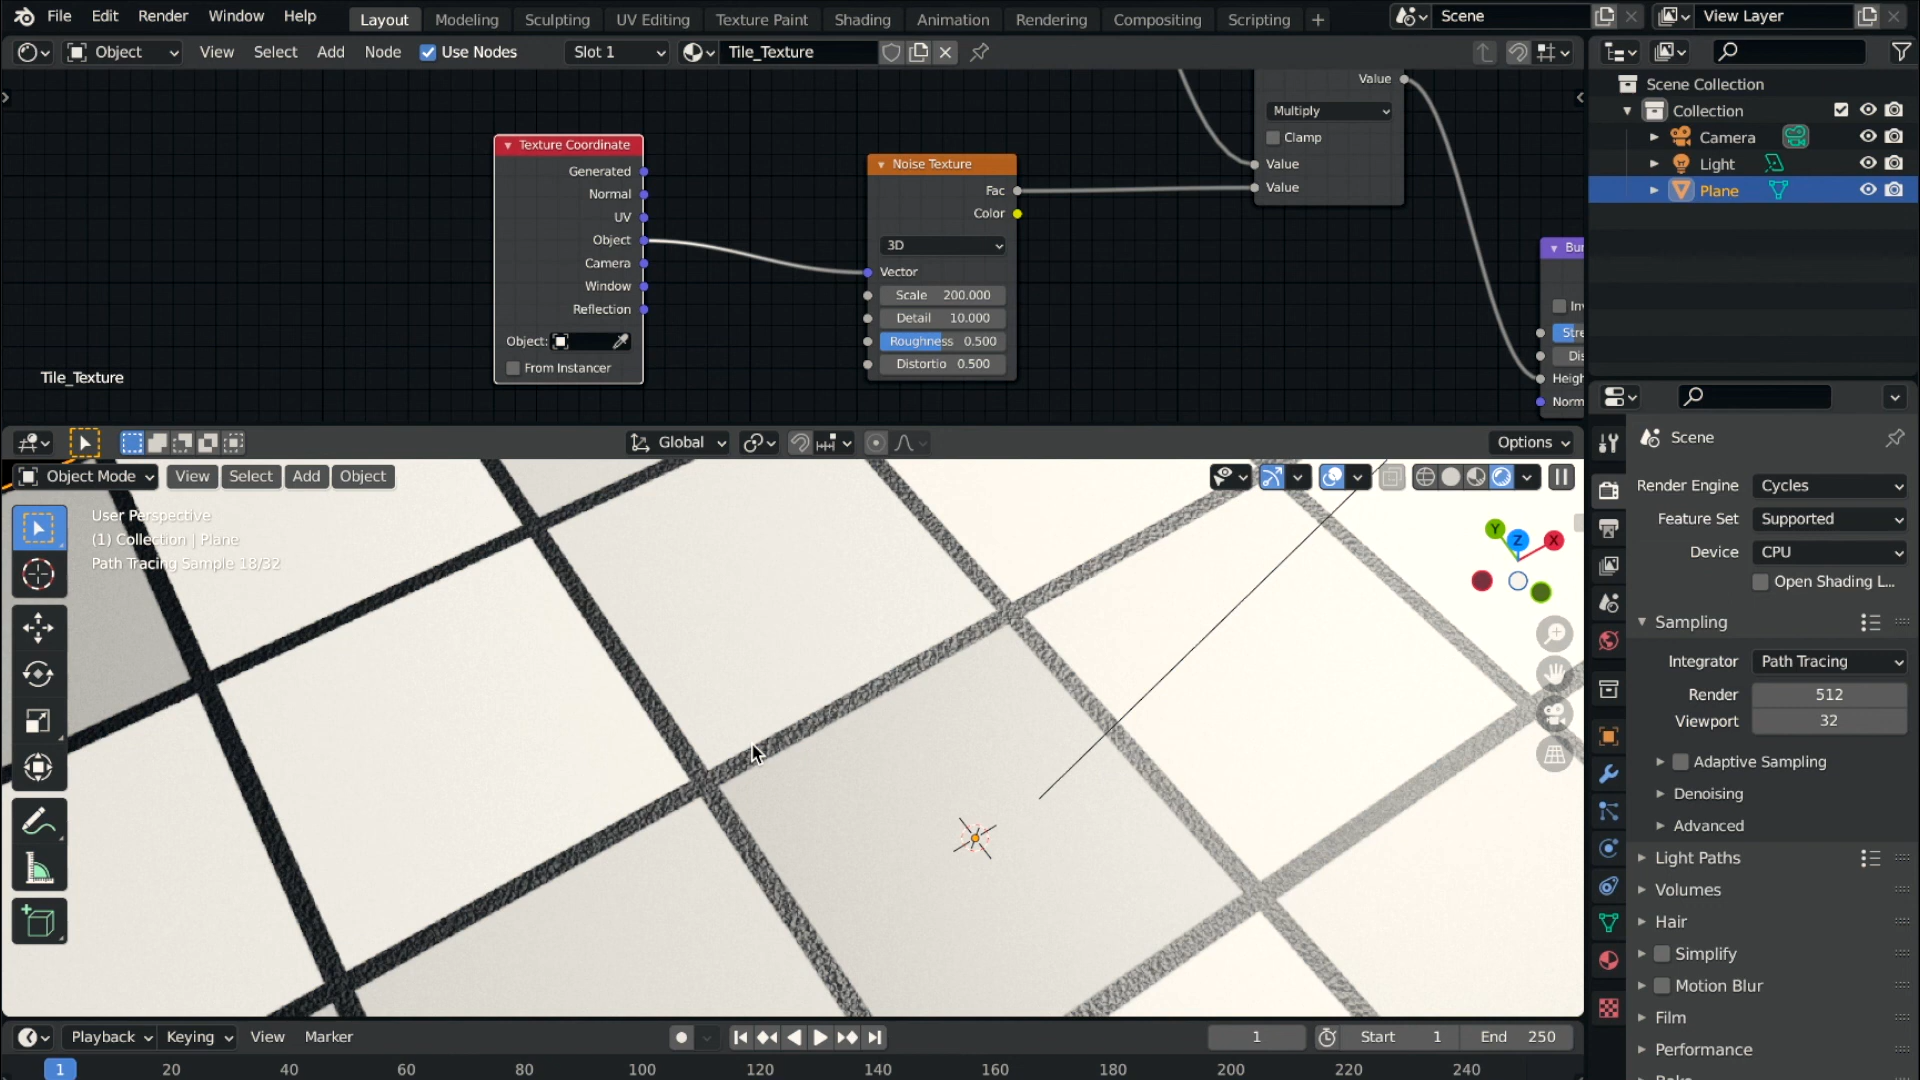 File Edit Render Window Help Layout Modeling Sculpting UV Editing Texture Paint Shading Animation Rendering Compositing Scripting + Scene View Layer
Object View Select Add Node Use Nodes Slot 1 Tile_Texture
Value
Multiply
Clamp
Value
Value
Texture Coordinate
Generated
Normal
UV
Object
Camera
Window
Reflection
Object:
From Instancer
Noise Texture
Fac
Color
3D
Vector
Scale 200.000
Detail 10.000
Roughness 0.500
Distortio 0.500
Bur
Inv
Stre
Dis
Heigh
Norm
Tile_Texture
Scene Collection
Collection
Camera
Light
Plane
Global Options
Object Mode View Select Add Object
User Perspective
(1) Collection | Plane
Path Tracing Sample 18/32
Y Z X
Scene
Render Engine Cycles
Feature Set Supported
Device CPU
Open Shading L...
Sampling
Integrator Path Tracing
Render 512
Viewport 32
Adaptive Sampling
Denoising
Advanced
Light Paths
Volumes
Hair
Simplify
Motion Blur
Film
Performance
Playback Keying View Marker 1 Start 1 End 250
1 20 40 60 80 100 120 140 160 180 200 220 240